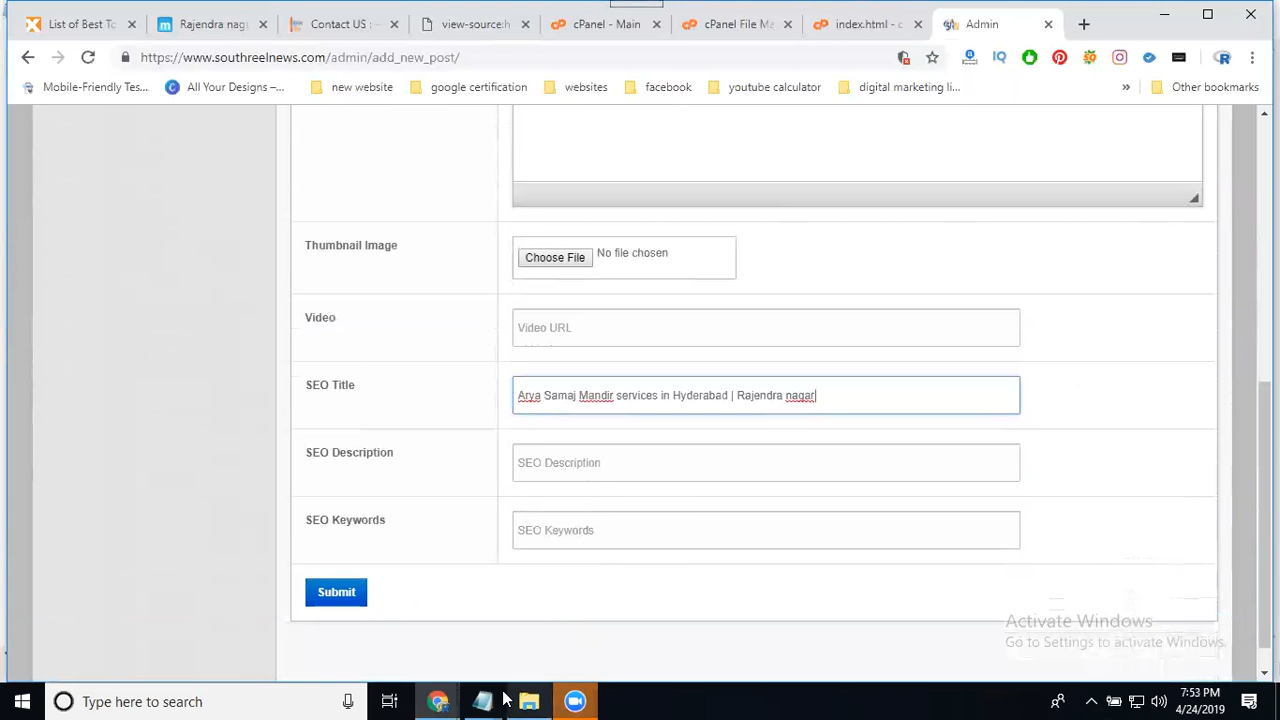 List of Best To
Rajendra nag
Contact US :
view-source:h
cPanel - Main
cPanel File Ma
index.html - c
Admin
https://www.southreelnews.com/admin/add_new_post/
Mobile-Friendly Tes...
All Your Designs –...
new website
google certification
websites
facebook
youtube calculator
digital marketing li...
»
Other bookmarks
Thumbnail Image
Choose File No file chosen
Video
Video URL
SEO Title
Arya Samaj Mandir services in Hyderabad | Rajendra nagar
SEO Description
SEO Description
SEO Keywords
SEO Keywords
Submit
Activate Windows
Go to Settings to activate Windows.
Type here to search
7:53 PM
4/24/2019